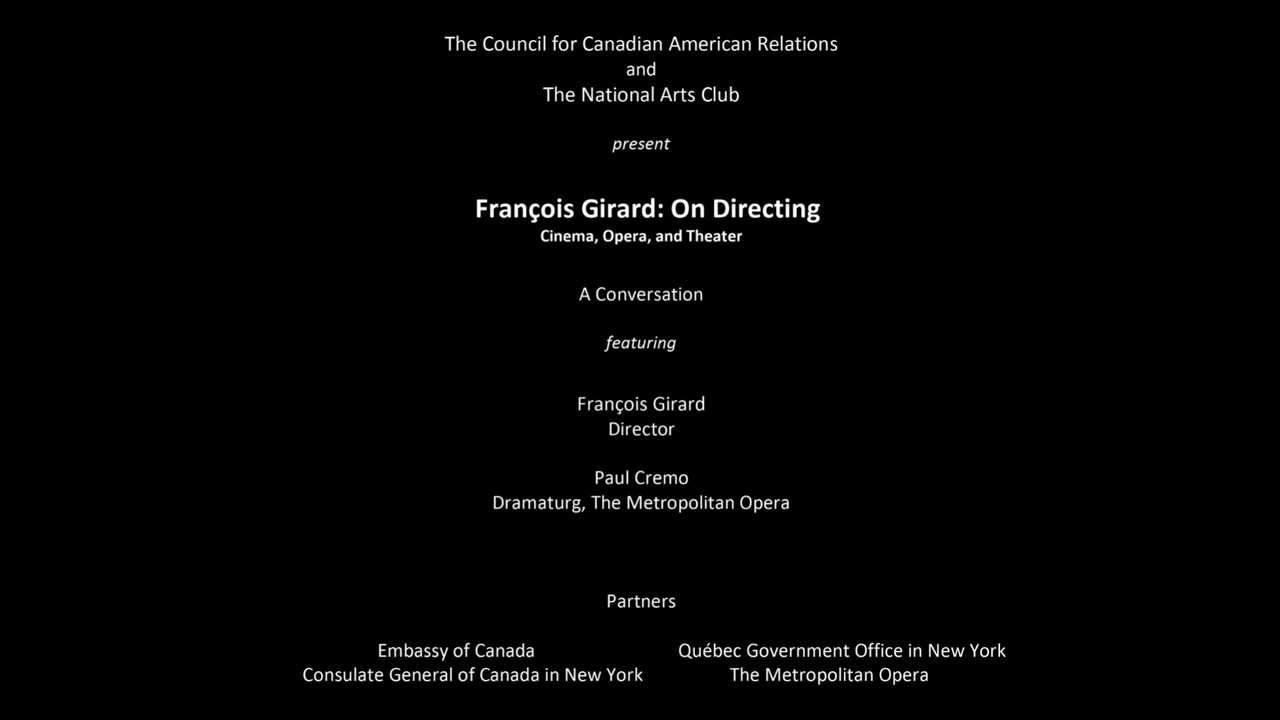 The Council for Canadian American Relations
and
The National Arts Club
present
François Girard: On Directing
Cinema, Opera, and Theater
A Conversation
featuring
François Girard
Director
Paul Cremo
Dramaturg, The Metropolitan Opera
Partners
Embassy of Canada
Consulate General of Canada in New York
Québec Government Office in New York
The Metropolitan Opera